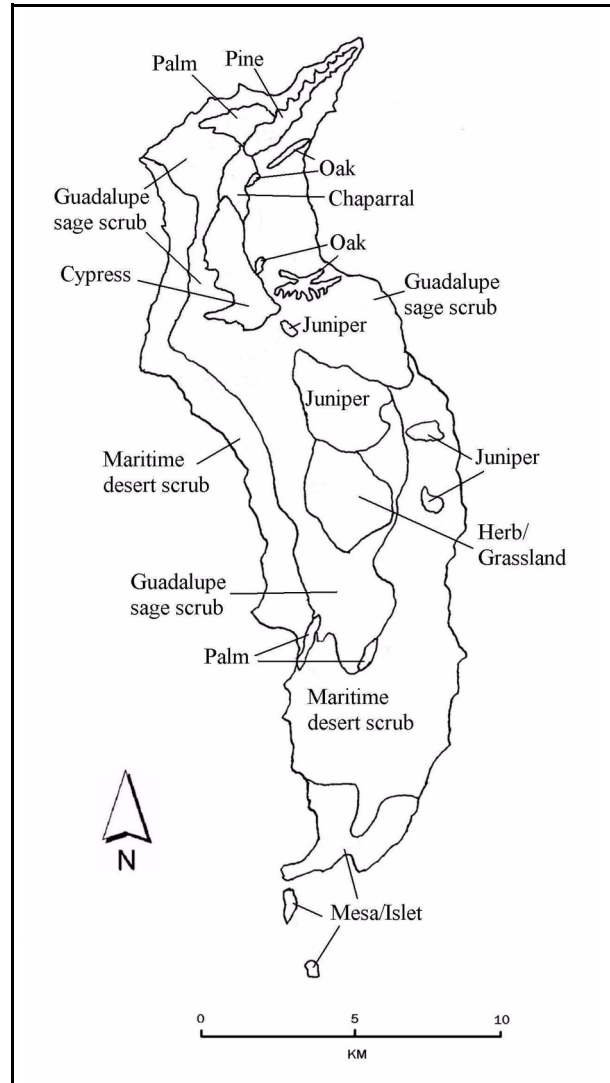 Pine
Palm
Oak
Chaparral
Guadalupe
sage scrub
Oak
Cypress
Guadalupe
sage scrub
Juniper
Juniper
Maritime
desert scrub
Juniper
Herb/
Grassland
Guadalupe
sage scrub
Palm
Maritime
desert scrub
N
Mesa/Islet
0 5 10
KM